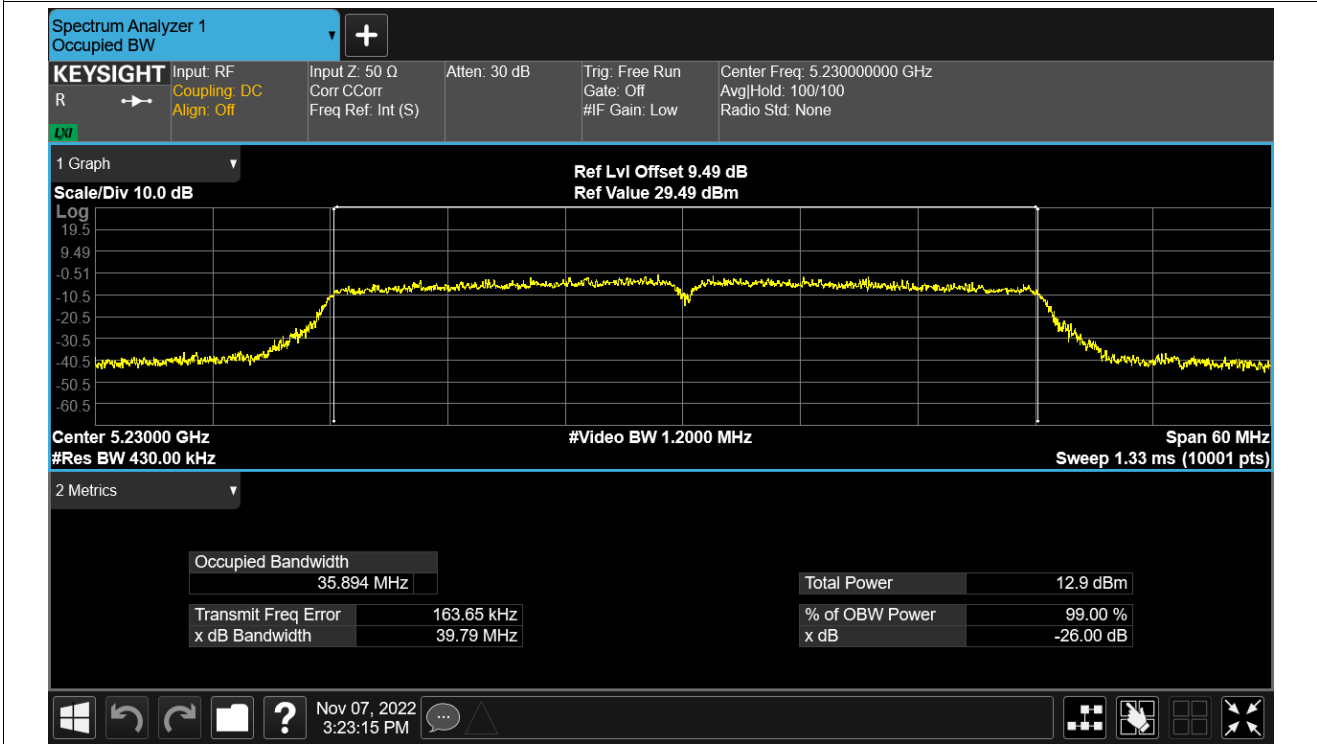 Spectrum Analyzer 1
Occupied BW
+
KEYSIGHT
R
LXI
Input: RF
Coupling: DC
Align: Off
Input Z: 50 Ω
Corr CCorr
Freq Ref: Int (S)
Atten: 30 dB
Trig: Free Run
Gate: Off
#IF Gain: Low
Center Freq: 5.230000000 GHz
Avg|Hold: 100/100
Radio Std: None
1 Graph
Scale/Div 10.0 dB
Ref Lvl Offset 9.49 dB
Ref Value 29.49 dBm
Log
19.5
9.49
-0.51
-10.5
-20.5
-30.5
-40.5
-50.5
-60.5
Center 5.23000 GHz
#Video BW 1.2000 MHz
Span 60 MHz
#Res BW 430.00 kHz
Sweep 1.33 ms (10001 pts)
2 Metrics
Occupied Bandwidth
35.894 MHz
Total Power 12.9 dBm
Transmit Freq Error 163.65 kHz
% of OBW Power 99.00 %
x dB Bandwidth 39.79 MHz
x dB -26.00 dB
?
Nov 07, 2022
3:23:15 PM